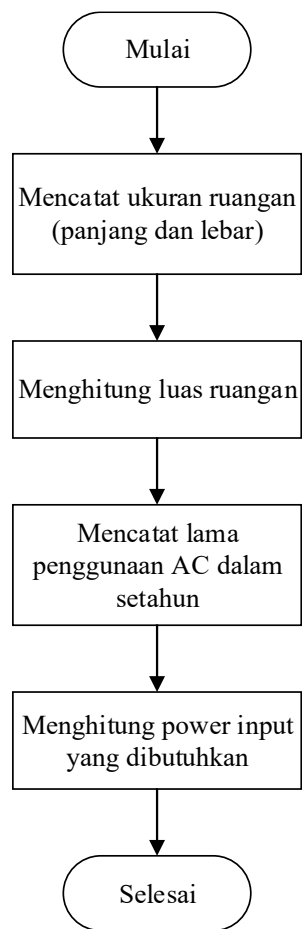 Mulai
Mencatat ukuran ruangan
(panjang dan lebar)
Menghitung luas ruangan
Mencatat lama
penggunaan AC dalam
setahun
Menghitung power input
yang dibutuhkan
Selesai